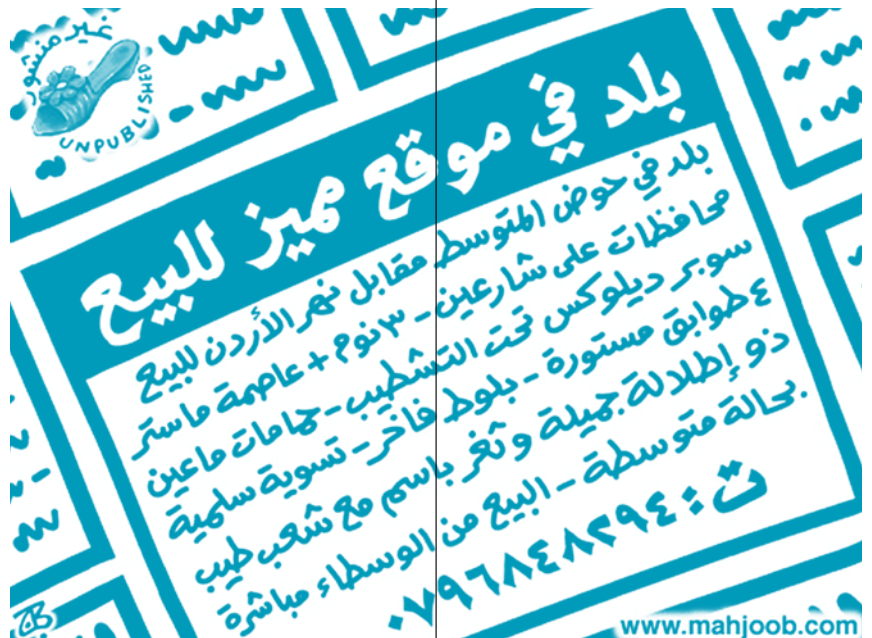 غير منشور
UNPUBLISHED
بلد في موقع مميز للبيع
بلد في حوض المتوسط مقابل نهر الأردن للبيع
محافظات على شارعين - ٣ نوم + عاصمة ماستر
سوبر ديلوكس تحت التشطيب - حمامات ماعين
٤ طوابق مستورة - بلوط فاخر - تسوية سلمية
ذو إطلالة جميلة وثغر باسم مع شعب طيب
بحالة متوسطة - البيع من الوسطاء مباشرة
ت: ٠٧٩٦٨٤٨٢٩٤
www.mahjoob.com